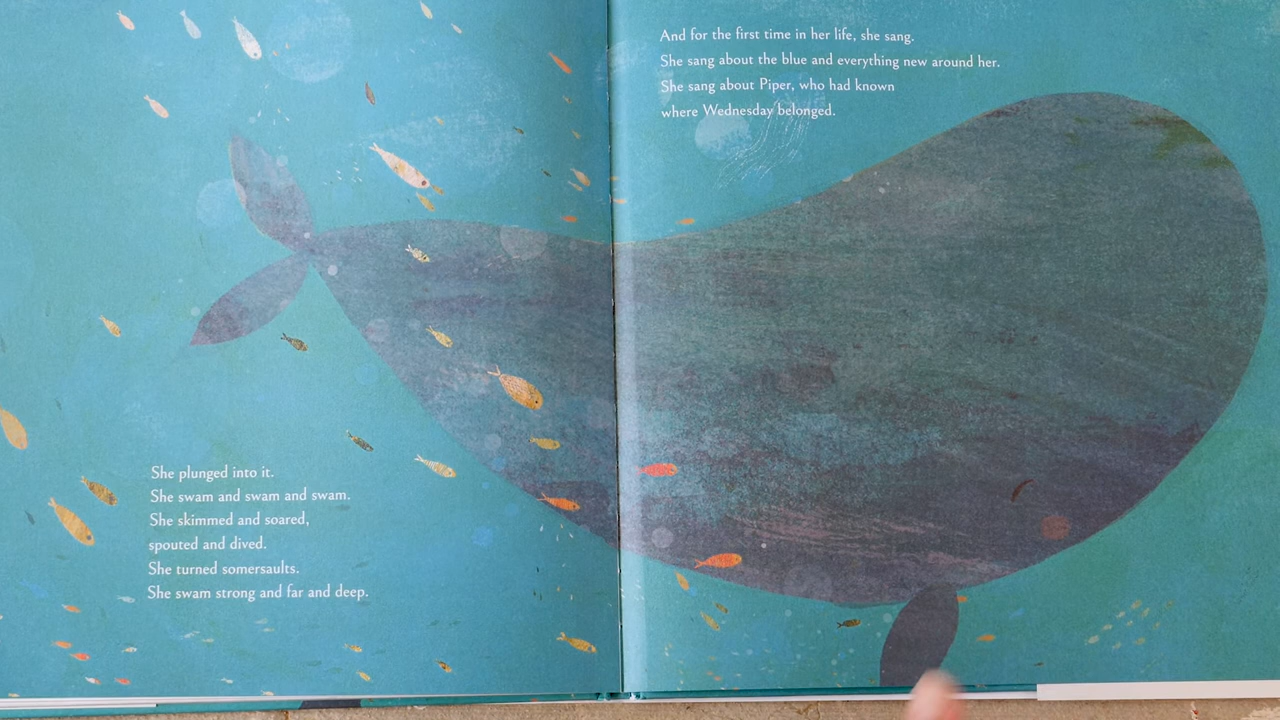 She plunged into it.
She swam and swam and swam.
She skimmed and soared,
spouted and dived.
She turned somersaults.
She swam strong and far and deep.
And for the first time in her life, she sang.
She sang about the blue and everything new around her.
She sang about Piper, who had known
where Wednesday belonged.